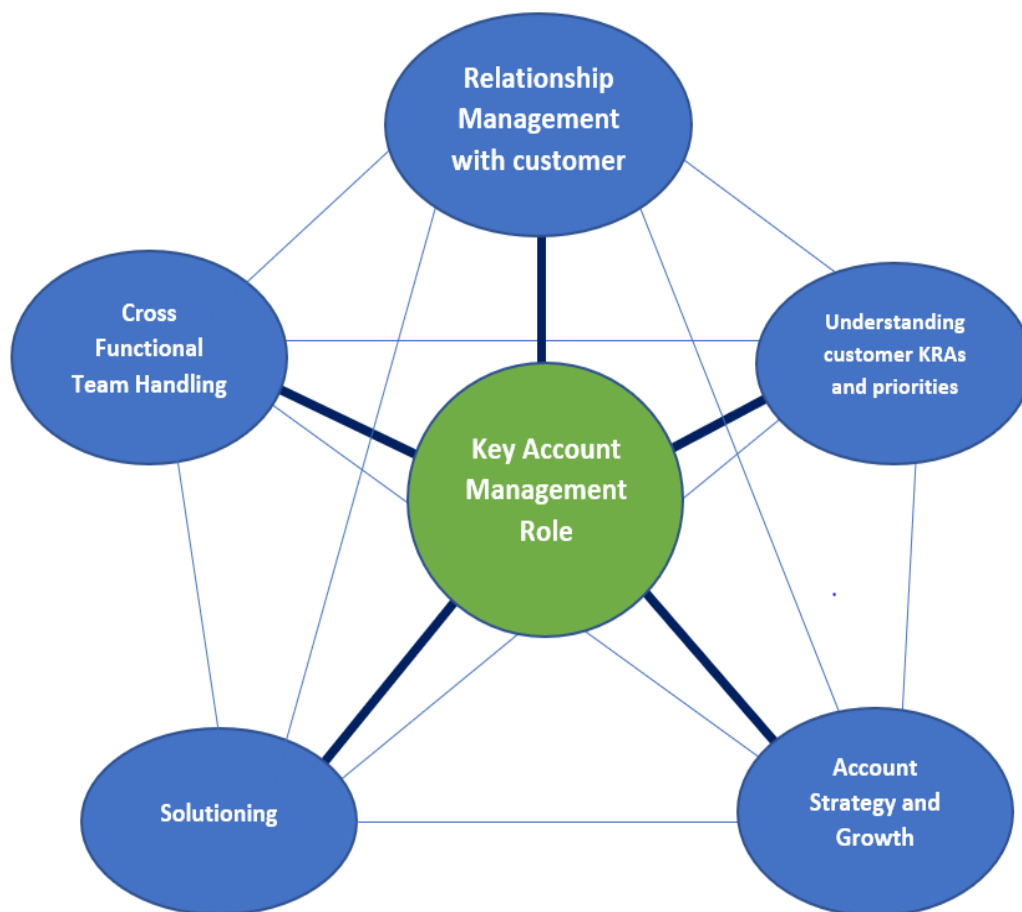 Relationship
Management
with customer
Cross
Functional
Team Handling
Understanding
customer KRAs
and priorities
Key Account
Management
Role
Solutioning
Account
Strategy and
Growth